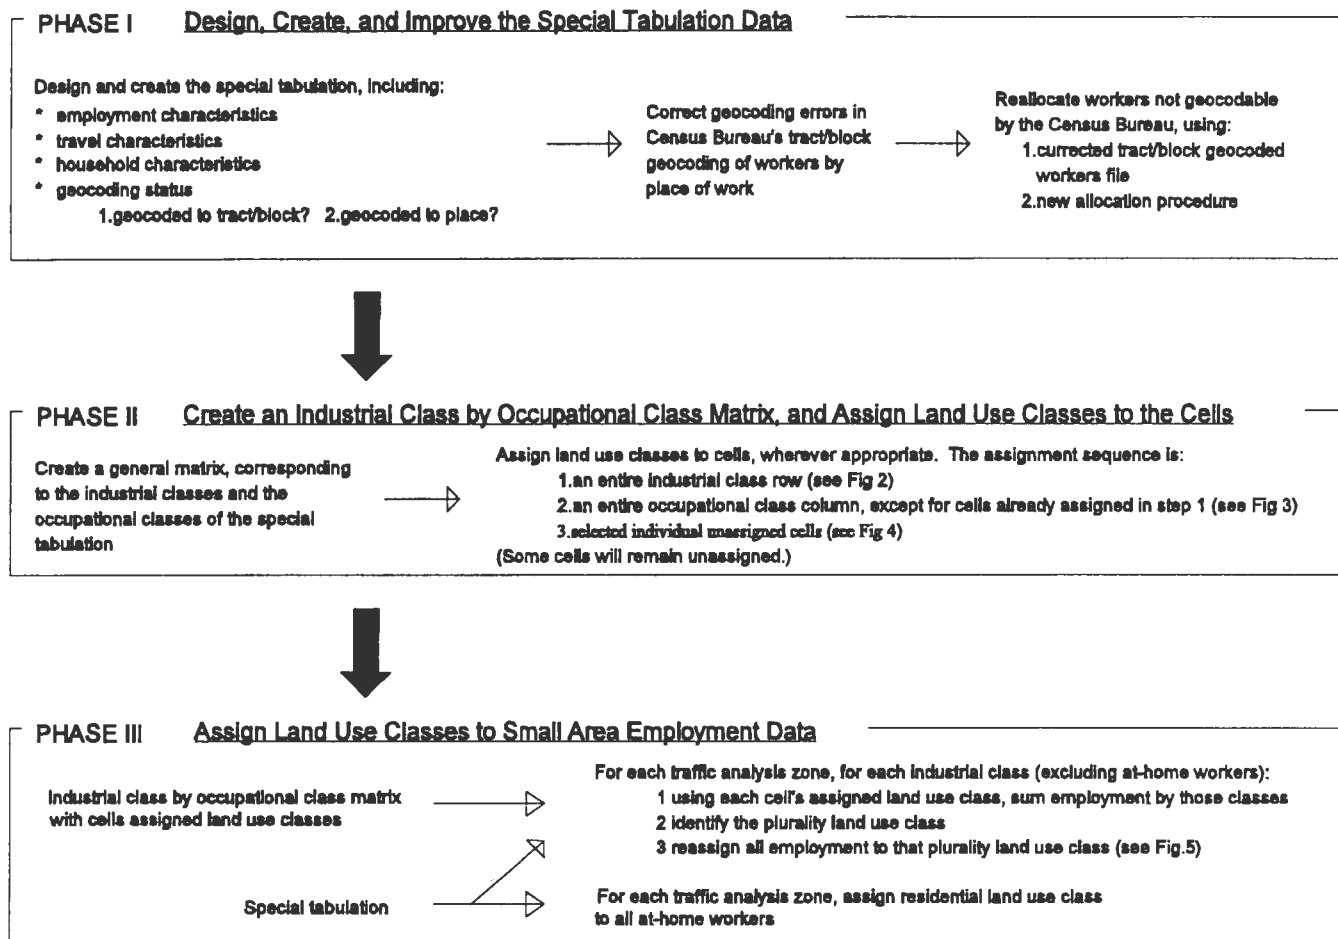 PHASE I Design, Create, and Improve the Special Tabulation Data
Design and create the special tabulation, including:
* employment characteristics
* travel characteristics
* household characteristics
* geocoding status
1.geocoded to tract/block? 2.geocoded to place?
Correct geocoding errors in
Census Bureau's tract/block
geocoding of workers by
place of work
Reallocate workers not geocodable
by the Census Bureau, using:
1.currected tract/block geocoded
workers file
2.new allocation procedure
PHASE II Create an Industrial Class by Occupational Class Matrix, and Assign Land Use Classes to the Cells
Create a general matrix, corresponding
to the industrial classes and the
occupational classes of the special
tabulation
Assign land use classes to cells, wherever appropriate. The assignment sequence is:
1.an entire industrial class row (see Fig 2)
2.an entire occupational class column, except for cells already assigned in step 1 (see Fig 3)
3.selected individual unassigned cells (see Fig 4)
(Some cells will remain unassigned.)
PHASE III Assign Land Use Classes to Small Area Employment Data
Industrial class by occupational class matrix
with cells assigned land use classes
Special tabulation
For each traffic analysis zone, for each industrial class (excluding at-home workers):
1 using each cell's assigned land use class, sum employment by those classes
2 identify the plurality land use class
3 reassign all employment to that plurality land use class (see Fig.5)
For each traffic analysis zone, assign residential land use class
to all at-home workers